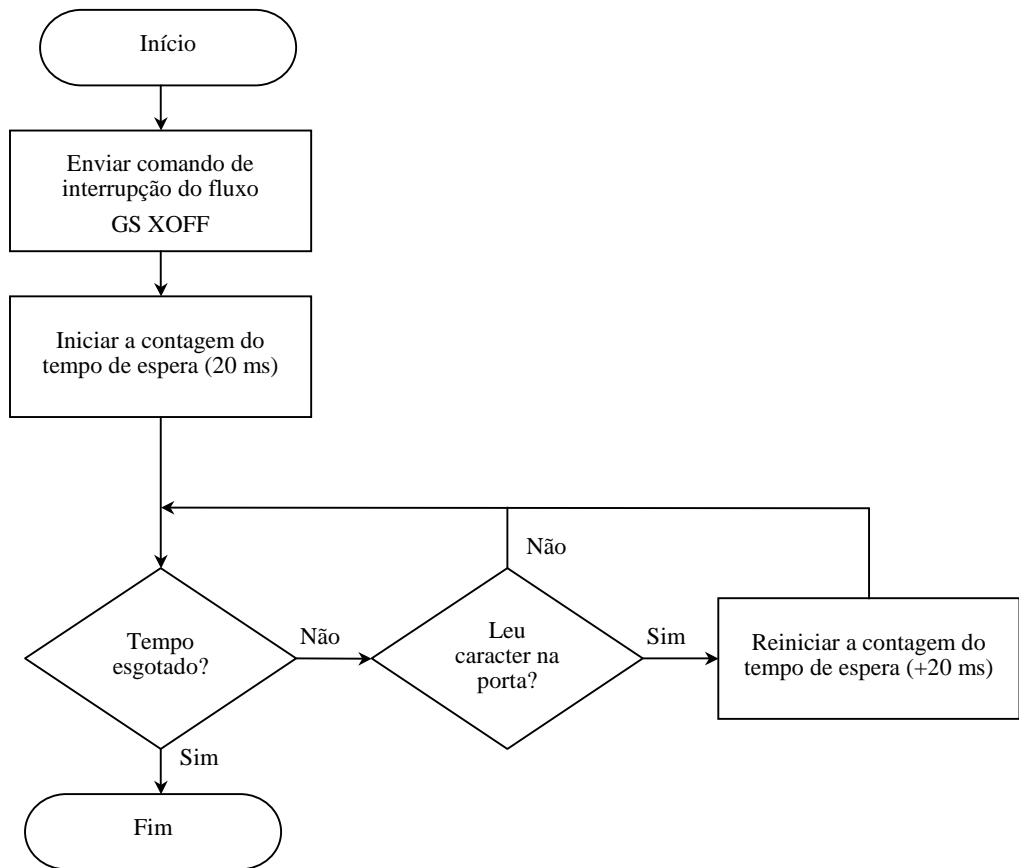 Início
Enviar comando de
interrupção do fluxo
GS XOFF
Iniciar a contagem do
tempo de espera (20 ms)
Não
Tempo
esgotado?
Não
Leu
caracter na
porta?
Sim
Reiniciar a contagem do
tempo de espera (+20 ms)
Sim
Fim